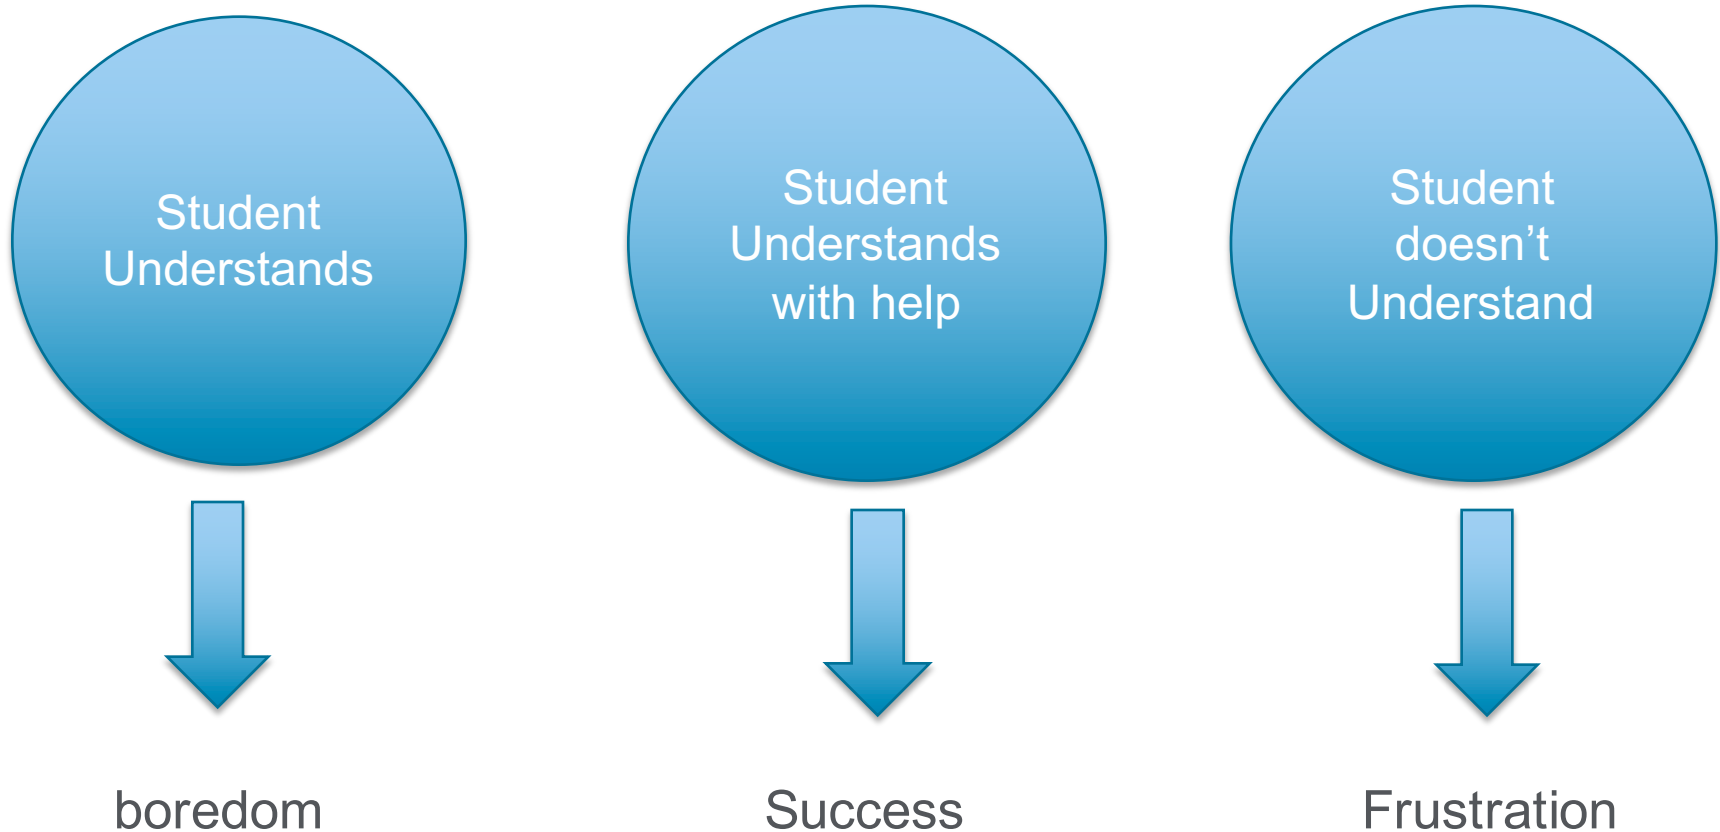 Student
Understands
Student
Understands
with help
Student
doesn’t
Understand
boredom
Success
Frustration